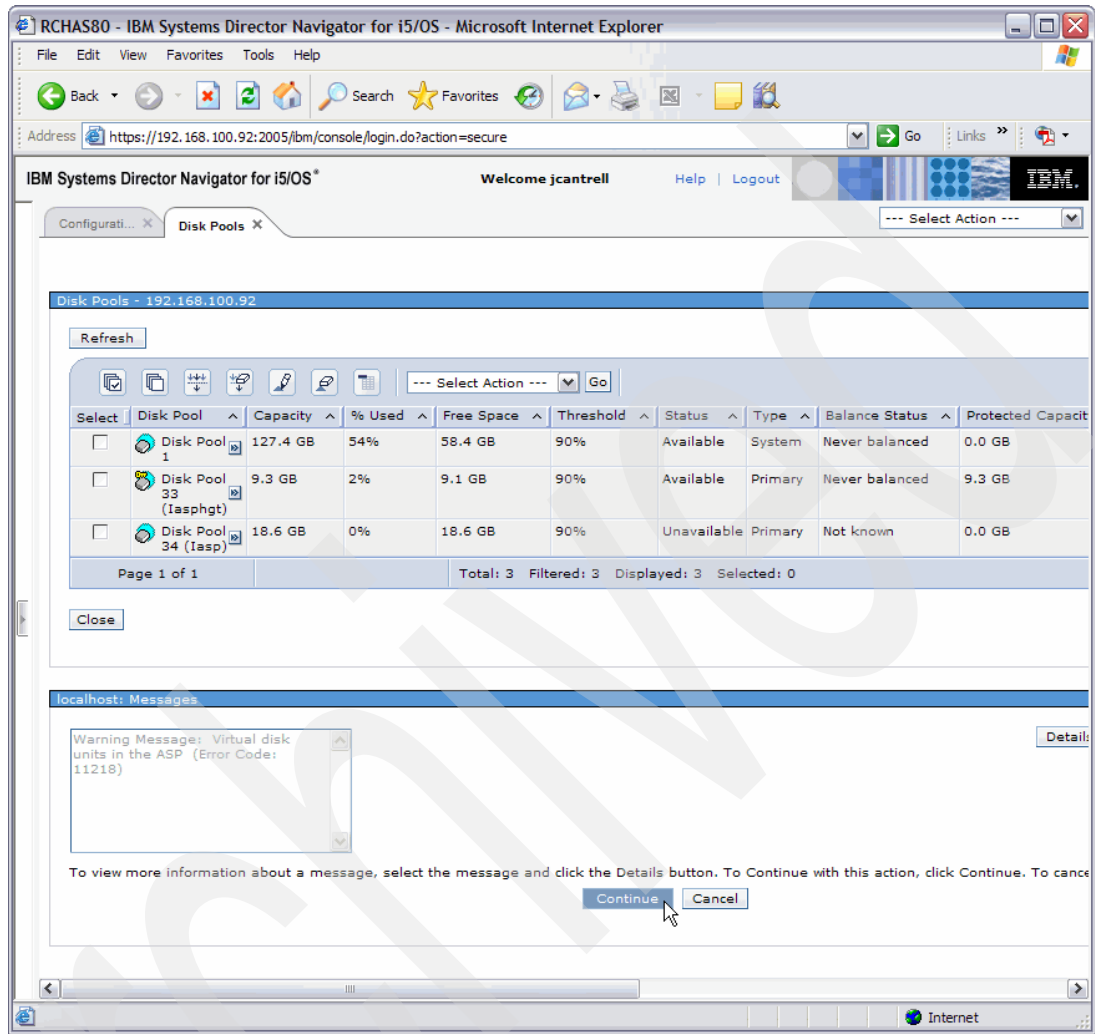 RCHAS80 - IBM Systems Director Navigator for i5/OS - Microsoft Internet Explorer
File Edit View Favorites Tools Help
Back Search Favorites
Address https://192.168.100.92:2005/ibm/console/login.do?action=secure Go Links »
IBM Systems Director Navigator for i5/OS® Welcome jcantrell Help | Logout IBM.
Configurati... Disk Pools --- Select Action ---
Disk Pools - 192.168.100.92
Refresh
--- Select Action --- Go
Select Disk Pool Capacity % Used Free Space Threshold Status Type Balance Status Protected Capacit
Disk Pool 127.4 GB 54% 58.4 GB 90% Available System Never balanced 0.0 GB
1
Disk Pool 9.3 GB 2% 9.1 GB 90% Available Primary Never balanced 9.3 GB
33
(Iasphgt)
Disk Pool 18.6 GB 0% 18.6 GB 90% Unavailable Primary Not known 0.0 GB
34 (Iasp)
Page 1 of 1 Total: 3 Filtered: 3 Displayed: 3 Selected: 0
Close
localhost: Messages
Warning Message: Virtual disk Details
units in the ASP (Error Code:
11218)
To view more information about a message, select the message and click the Details button. To Continue with this action, click Continue. To cance
Continue Cancel
Internet